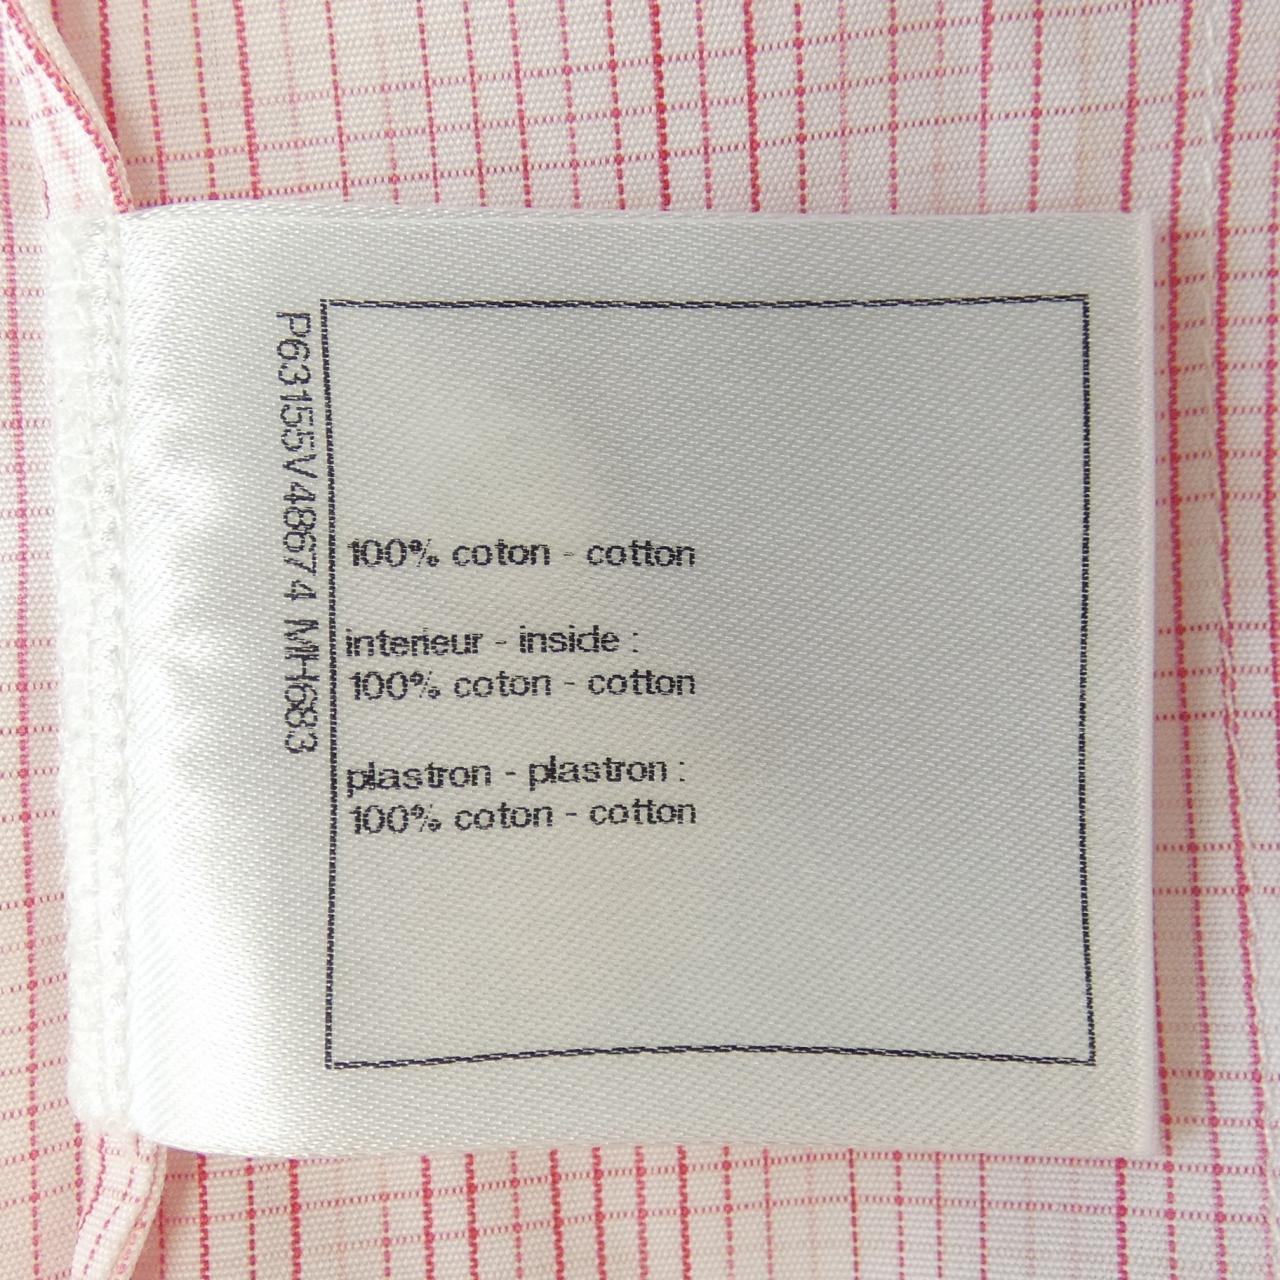 P63155V48674 MH683
100% coton - cotton
interieur - inside :
100% coton - cotton
plastron - plastron :
100% coton - cotton